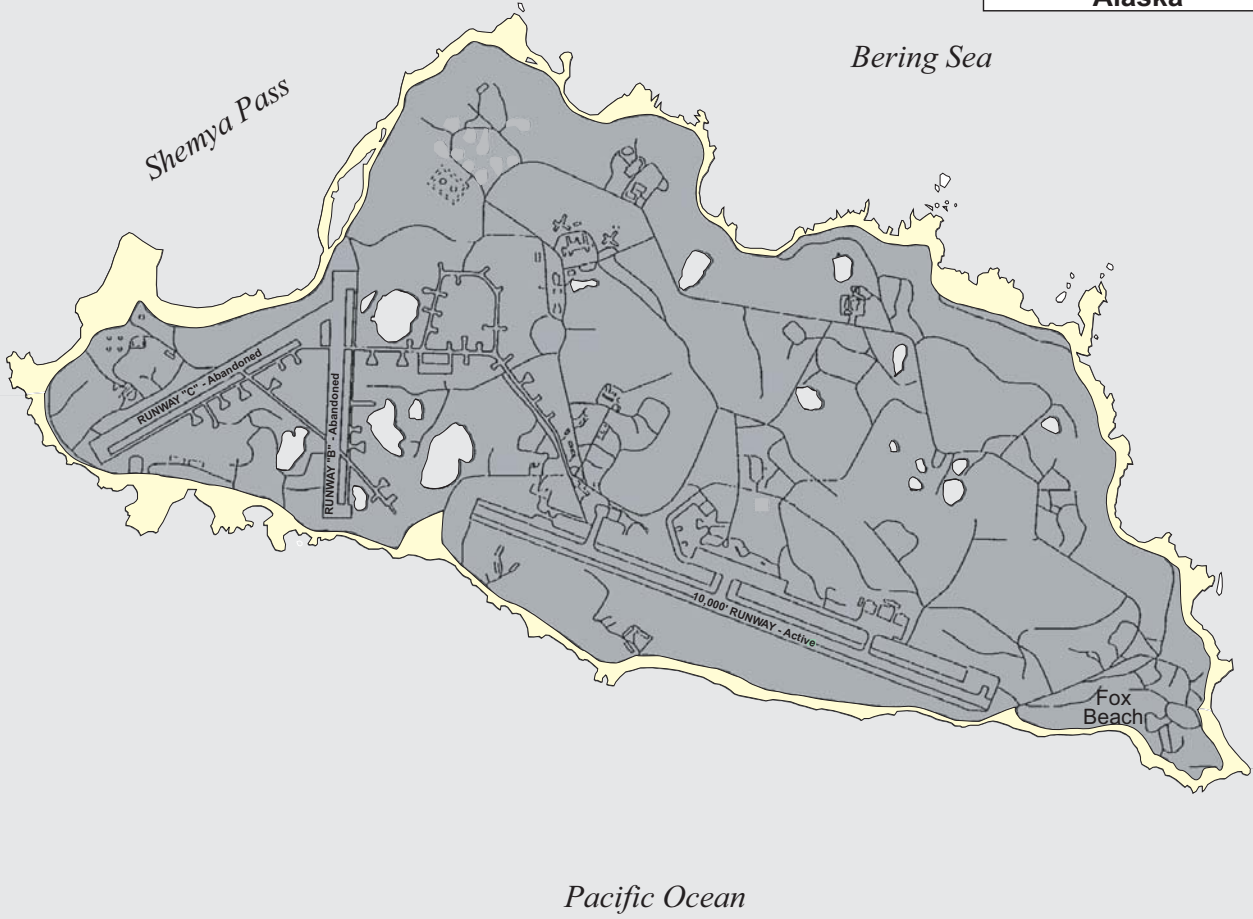 Alaska
Bering Sea
Shemya Pass
RUNWAY "C" - Abandoned
RUNWAY "B" - Abandoned
10,000' RUNWAY - Active
Fox
Beach
Pacific Ocean